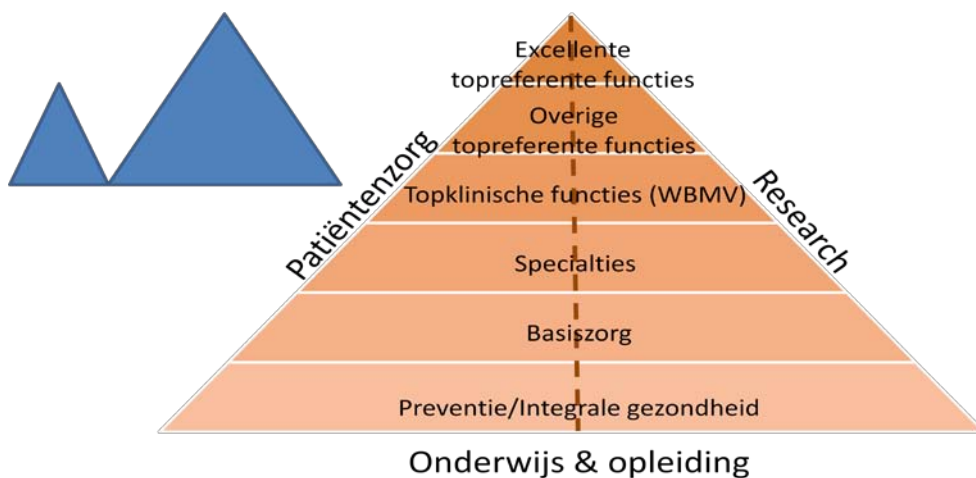 Excellente
topreferente functies
Overige
topreferente functies
Patiëntenzorg
Research
Topklinische functies (WBMV)
Specialties
Basiszorg
Preventie/Integrale gezondheid
Onderwijs & opleiding